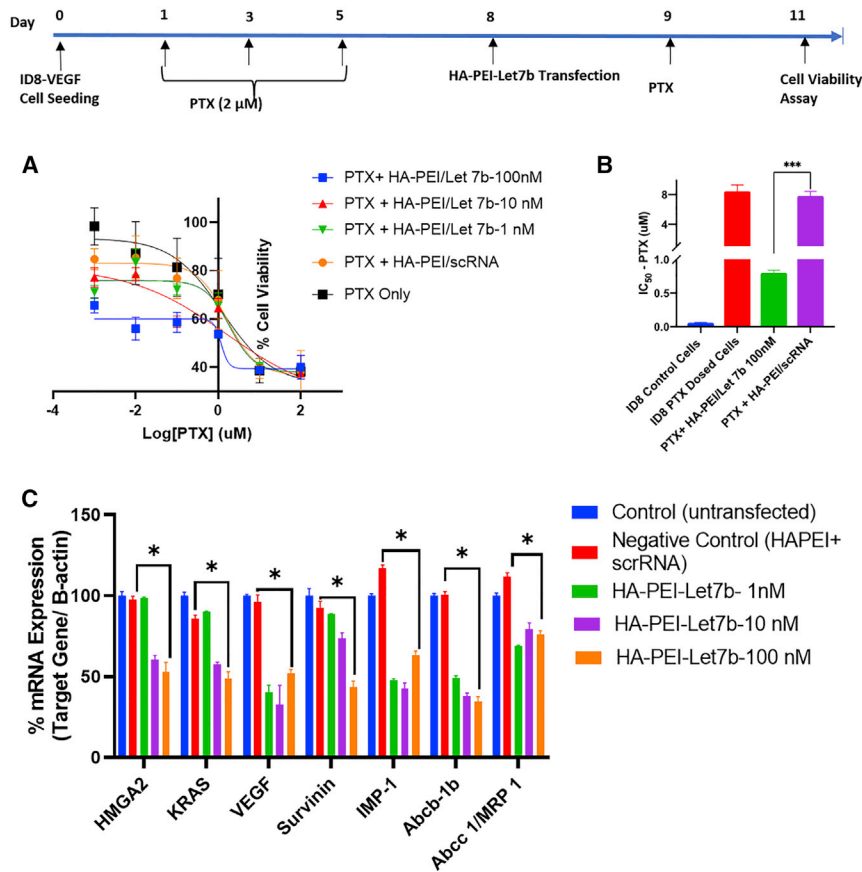 Day
0 1 3 5 8 9 11
ID8-VEGF
Cell Seeding
PTX (2 µM)
HA-PEI-Let7b Transfection
PTX
Cell Viability
Assay
A
PTX+ HA-PEI/Let 7b-100nM
PTX + HA-PEI/Let 7b-10 nM
PTX + HA-PEI/Let 7b-1 nM
PTX + HA-PEI/scRNA
PTX Only
100
80
60
40
% Cell Viability
-4 -2 0 2 4
Log[PTX] (uM)
B
***
IC50 - PTX (uM)
8
4
1.0
0.5
0.0
ID8 Control Cells
ID8 PTX Dosed Cells
PTX+ HA-PEI/Let 7b 100nM
PTX + HA-PEI/scRNA
C
% mRNA Expression
(Target Gene/ B-actin)
150
100
50
0
* * * * * * *
HMGA2
KRAS
VEGF
Survinin
IMP-1
Abcb-1b
Abcc 1/MRP 1
Control (untransfected)
Negative Control (HAPEI+
scrRNA)
HA-PEI-Let7b- 1nM
HA-PEI-Let7b-10 nM
HA-PEI-Let7b-100 nM